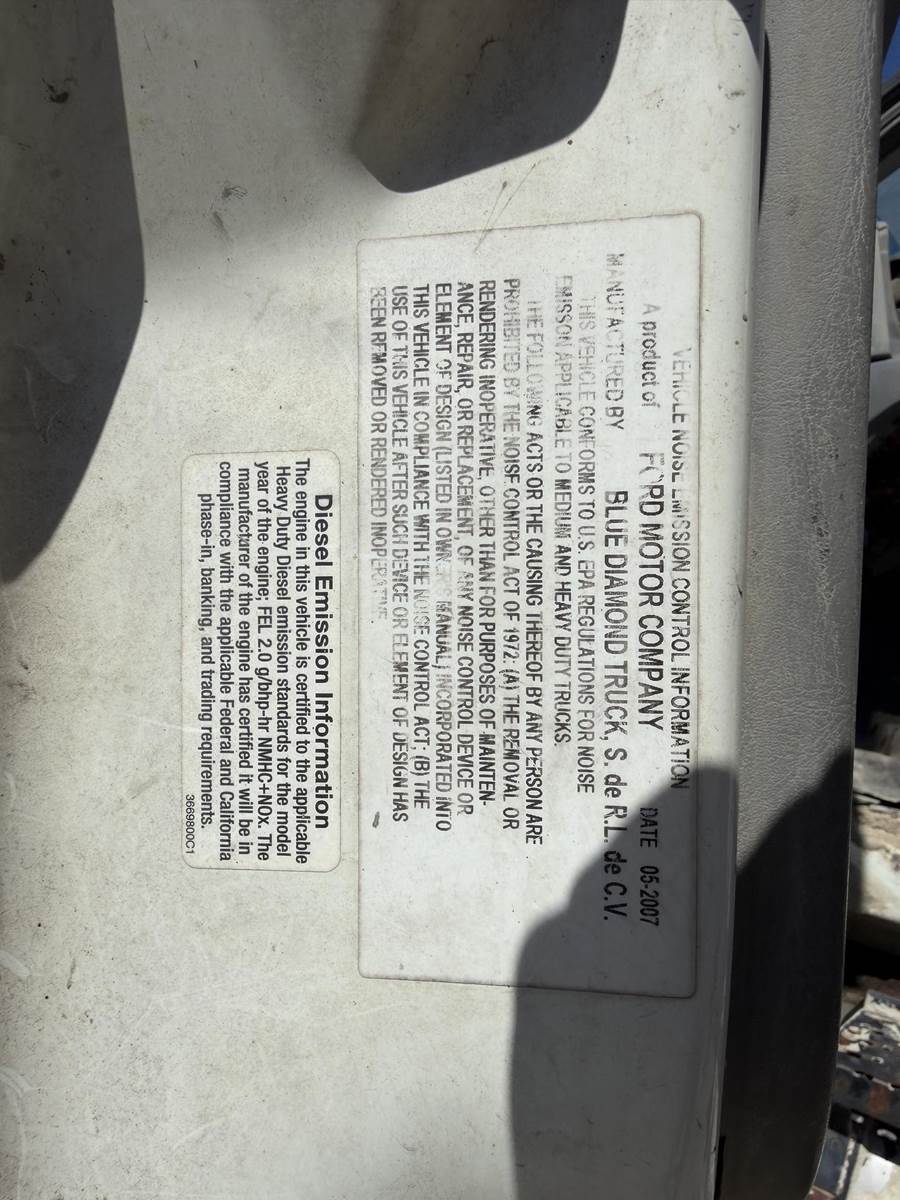 VEHICLE NOISE EMISSION CONTROL INFORMATION
A product of FORD MOTOR COMPANY DATE 05-2007
MANUFACTURED BY BLUE DIAMOND TRUCK, S. de R.L. de C.V.
THIS VEHICLE CONFORMS TO U.S. EPA REGULATIONS FOR NOISE
EMISSON APPLICABLE TO MEDIUM AND HEAVY DUTY TRUCKS.
THE FOLLOWING ACTS OR THE CAUSING THEREOF BY ANY PERSON ARE
PROHIBITED BY THE NOISE CONTROL ACT OF 1972: (A) THE REMOVAL OR
RENDERING INOPERATIVE, OTHER THAN FOR PURPOSES OF MAINTEN-
ANCE, REPAIR, OR REPLACEMENT, OF ANY NOISE CONTROL DEVICE OR
ELEMENT OF DESIGN (LISTED IN OWNER'S MANUAL) INCORPORATED INTO
THIS VEHICLE IN COMPLIANCE WITH THE NOISE CONTROL ACT; (B) THE
USE OF THIS VEHICLE AFTER SUCH DEVICE OR ELEMENT OF DESIGN HAS
BEEN REMOVED OR RENDERED INOPERATIVE.
Diesel Emission Information
The engine in this vehicle is certified to the applicable
Heavy Duty Diesel emission standards for the model
year of the engine; FEL 2.0 g/bhp-hr NMHC+NOx. The
manufacturer of the engine has certified it will be in
compliance with the applicable Federal and California
phase-in, banking, and trading requirements.
3669800C1